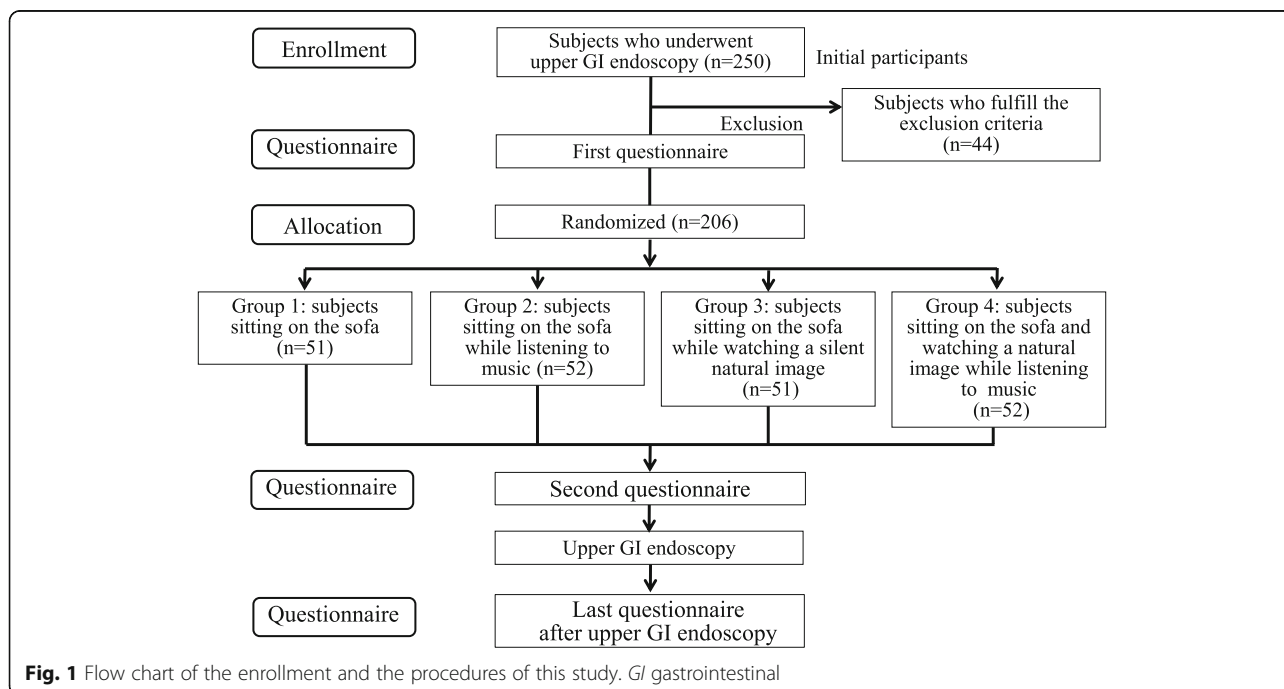 Enrollment
Subjects who underwent
upper GI endoscopy (n=250)
Initial participants
Exclusion
Subjects who fulfill the
exclusion criteria
(n=44)
Questionnaire
First questionnaire
Allocation
Randomized (n=206)
Group 1: subjects
sitting on the sofa
(n=51)
Group 2: subjects
sitting on the sofa
while listening to
music (n=52)
Group 3: subjects
sitting on the sofa
while watching a silent
natural image
(n=51)
Group 4: subjects
sitting on the sofa and
watching a natural
image while listening
to music
(n=52)
Questionnaire
Second questionnaire
Upper GI endoscopy
Questionnaire
Last questionnaire
after upper GI endoscopy
Fig. 1 Flow chart of the enrollment and the procedures of this study. GI gastrointestinal